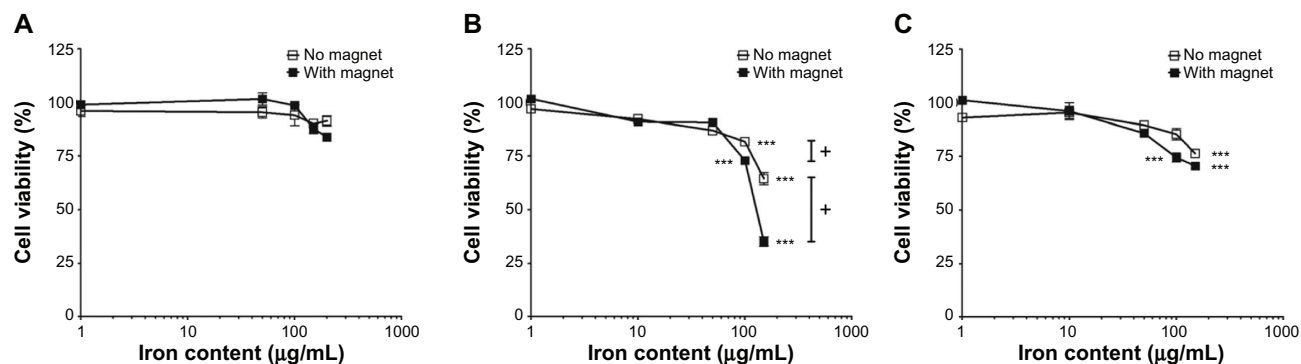 A
125
100
75
50
25
0
Cell viability (%)
No magnet
With magnet
1
10
100
1000
Iron content (μg/mL)
B
125
100
75
50
25
0
Cell viability (%)
No magnet
With magnet
***
***
***
***
+
+
1
10
100
1000
Iron content (μg/mL)
C
125
100
75
50
25
0
Cell viability (%)
No magnet
With magnet
***
***
***
1
10
100
1000
Iron content (μg/mL)